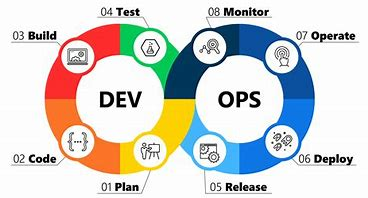 04 Test
08 Monitor
03 Build
07 Operate
DEV
OPS
02 Code
06 Deploy
01 Plan
05 Release